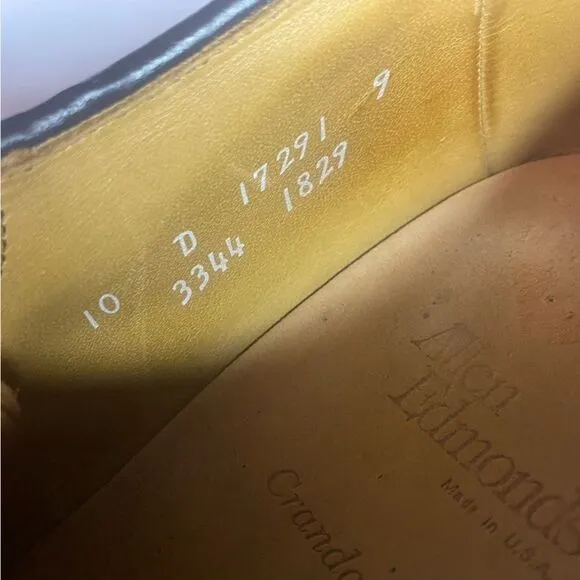 10 D 17291 9
3344 1829
Allen
Edmonds
Made in U.S.A.